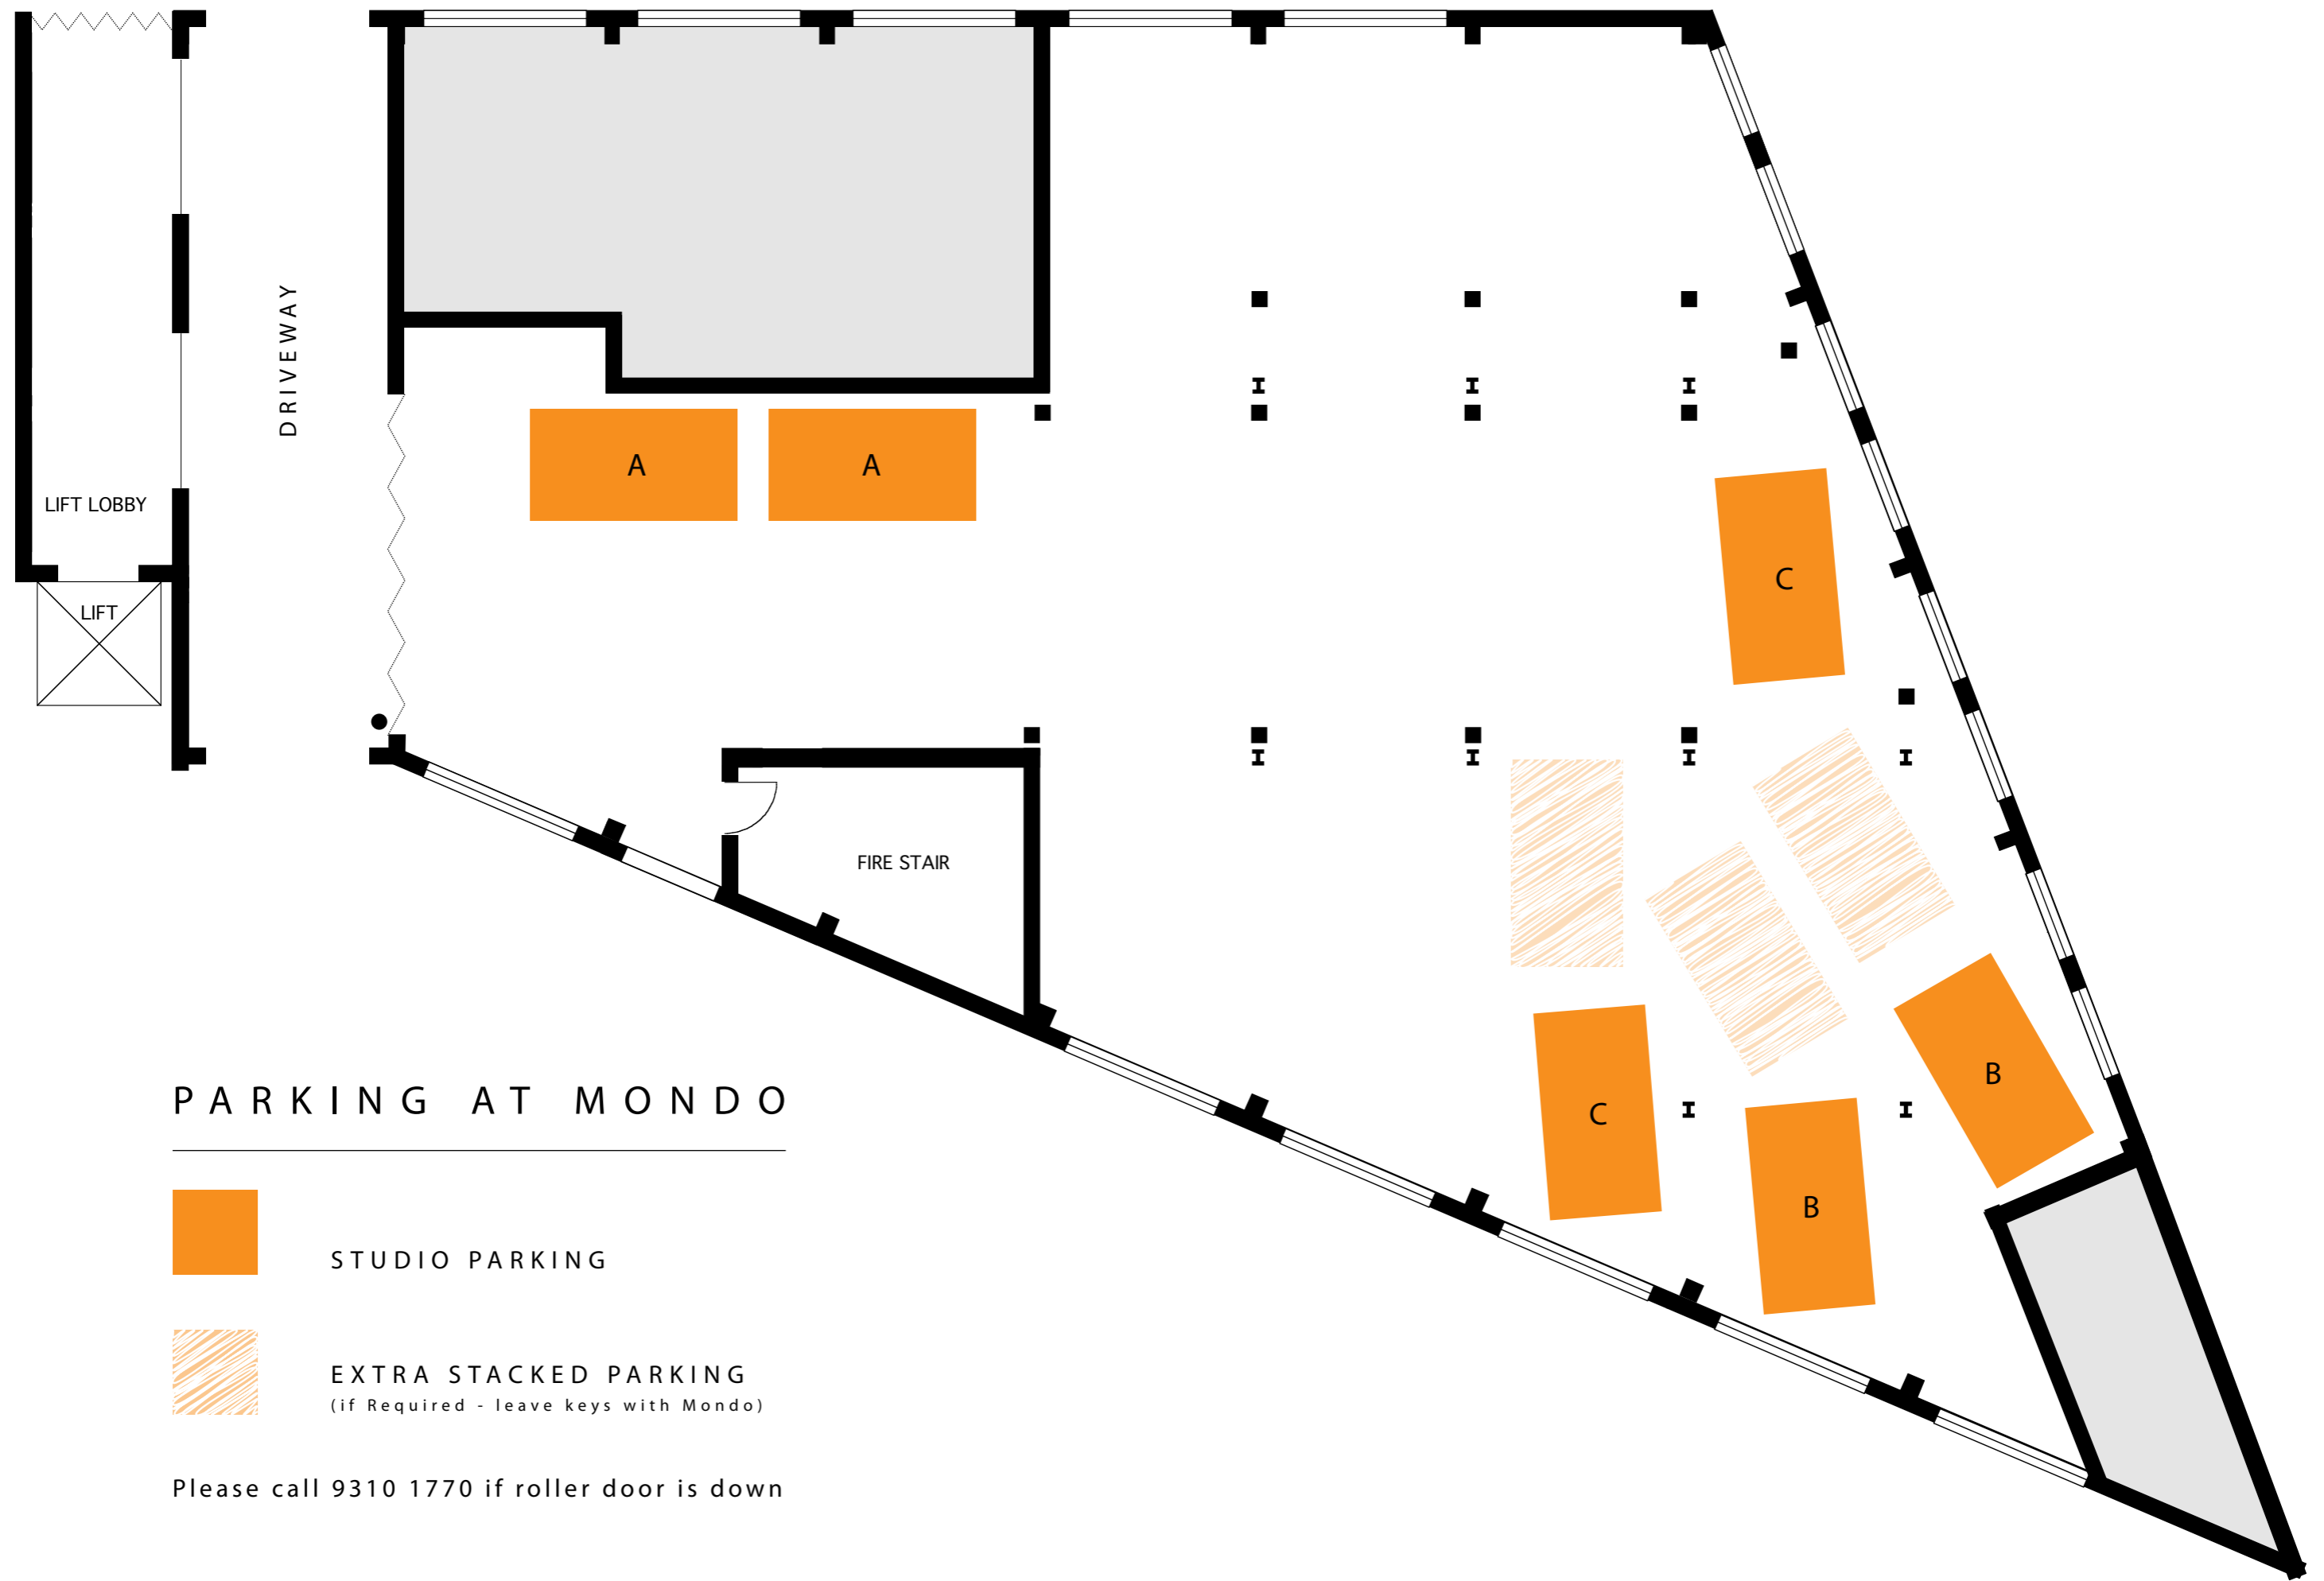 DRIVEWAY
A
A
LIFT LOBBY
C
LIFT
FIRE STAIR
B
C
B
PARKING AT MONDO
STUDIO PARKING
EXTRA STACKED PARKING
(if Required - leave keys with Mondo)
Please call 9310 1770 if roller door is down